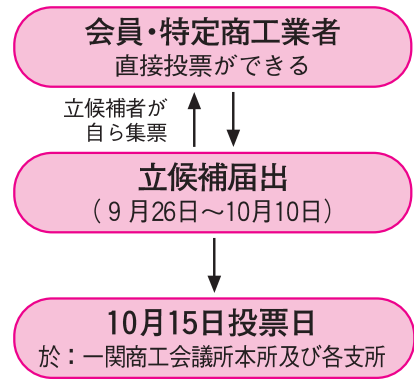 会員・特定商工業者
直接投票ができる
立候補者が
自ら集票
立候補届出
（９月26日～10月10日）
10月15日投票日
於：一関商工会議所本所及び各支所